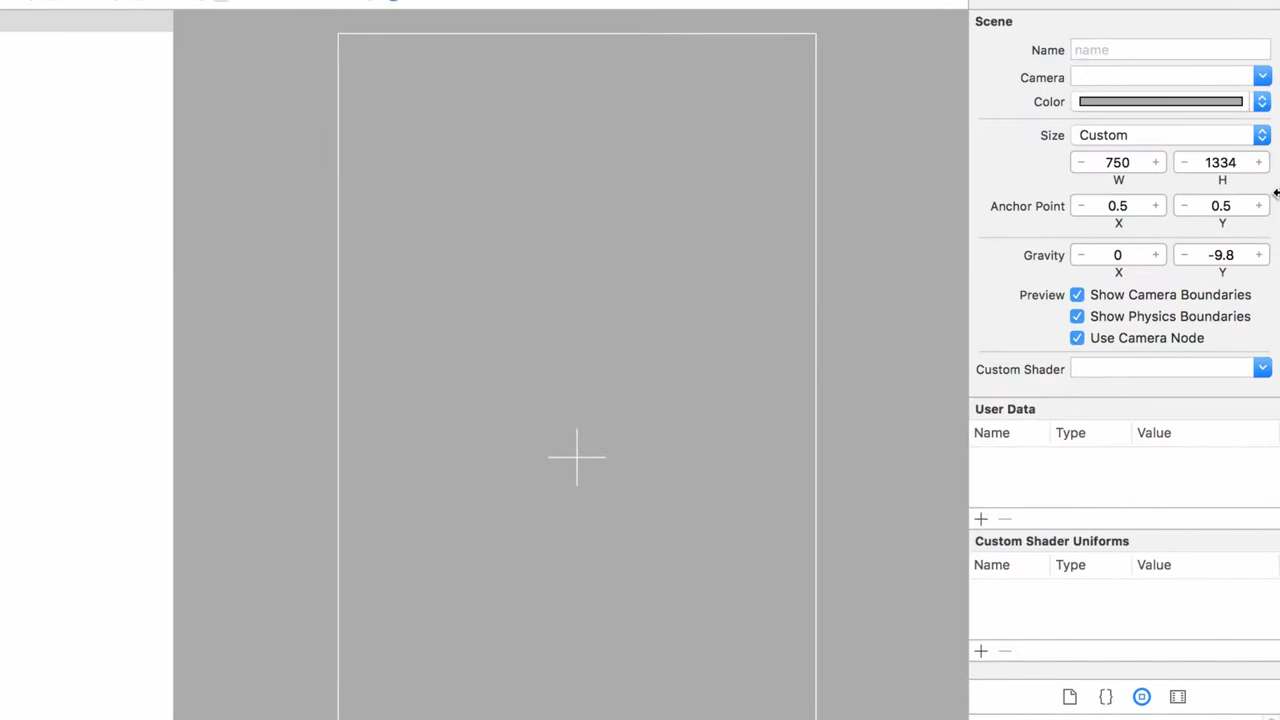 Scene
Name name
Camera
Color
Size Custom
- 750 + - 1334 +
W H
Anchor Point - 0.5 + - 0.5 +
X Y
Gravity - 0 + - -9.8 +
X Y
Preview Show Camera Boundaries
Show Physics Boundaries
Use Camera Node
Custom Shader
User Data
Name Type Value
+ -
Custom Shader Uniforms
Name Type Value
+ -
{}